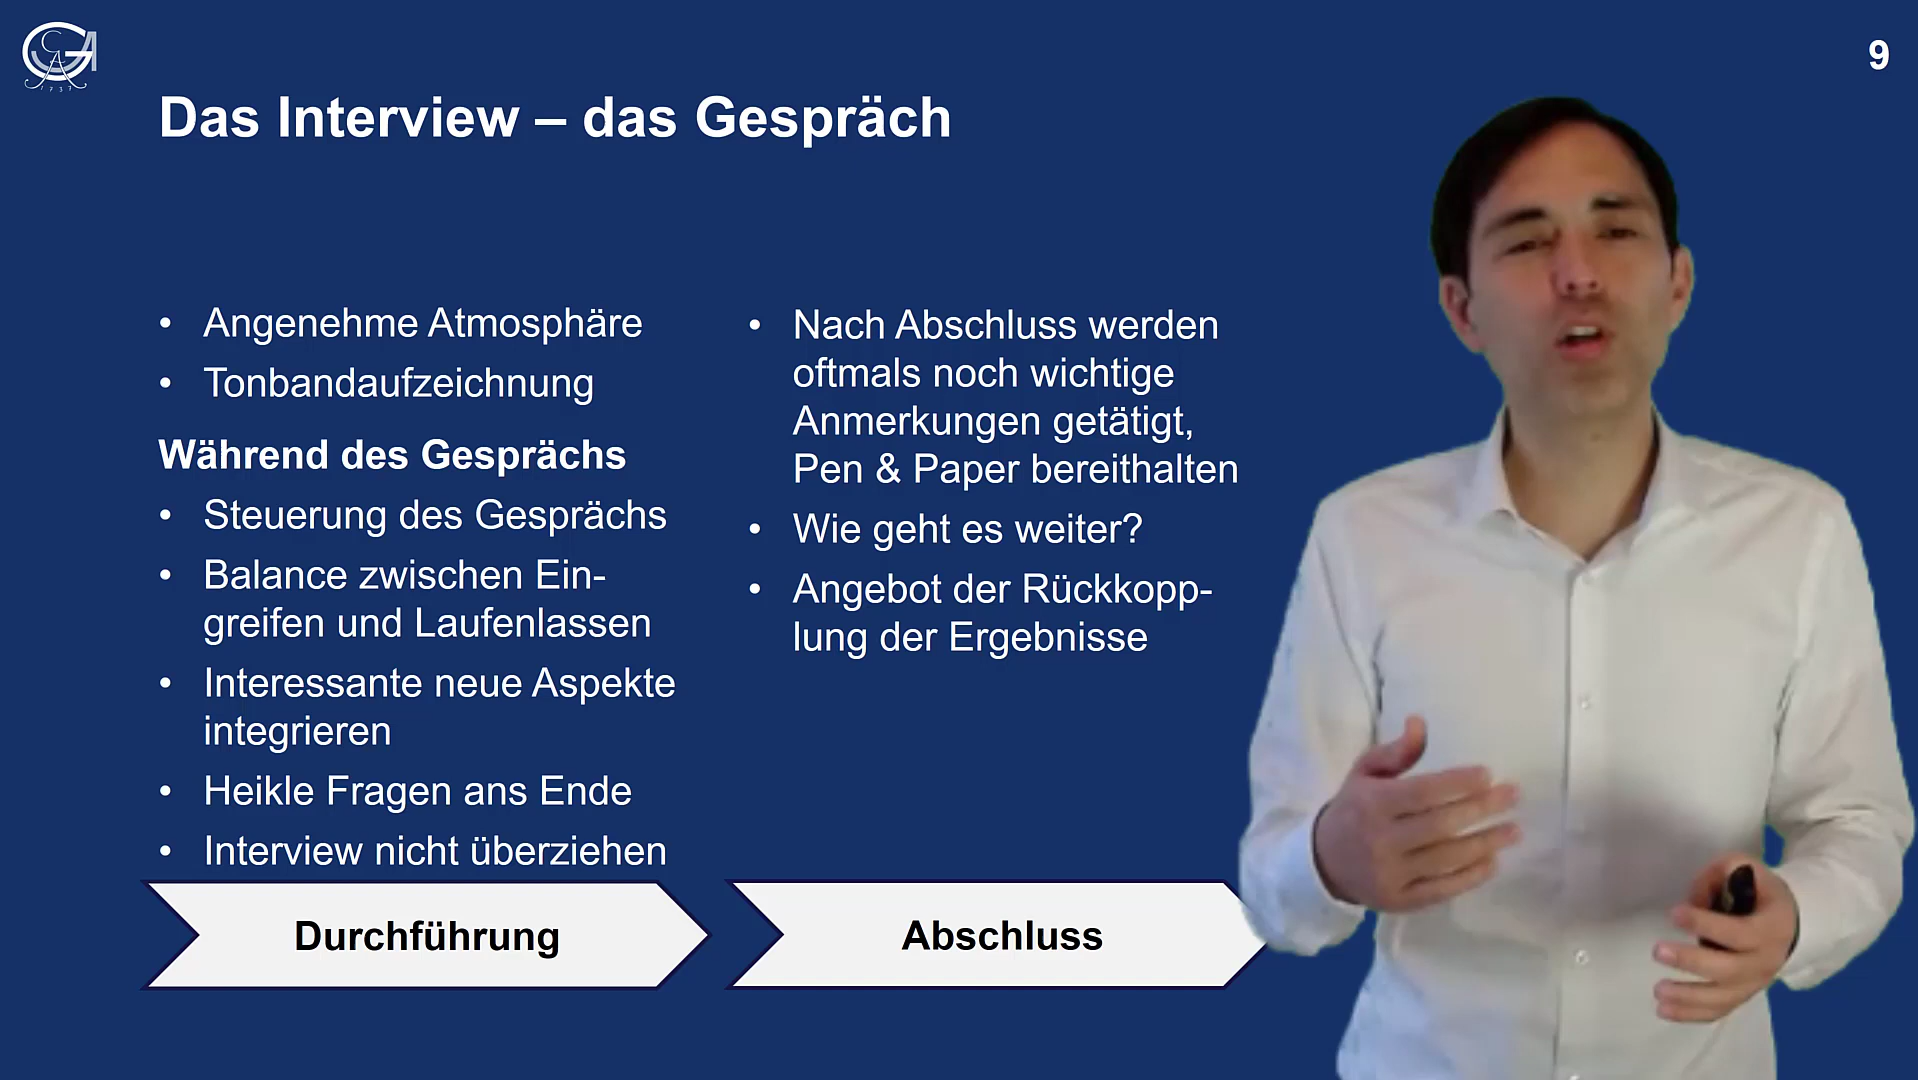 9
Das Interview – das Gespräch
• Angenehme Atmosphäre
• Tonbandaufzeichnung
Während des Gesprächs
• Steuerung des Gesprächs
• Balance zwischen Ein-
greifen und Laufenlassen
• Interessante neue Aspekte
integrieren
• Heikle Fragen ans Ende
• Interview nicht überziehen
Durchführung
• Nach Abschluss werden
oftmals noch wichtige
Anmerkungen getätigt,
Pen & Paper bereithalten
• Wie geht es weiter?
• Angebot der Rückkopp-
lung der Ergebnisse
Abschluss